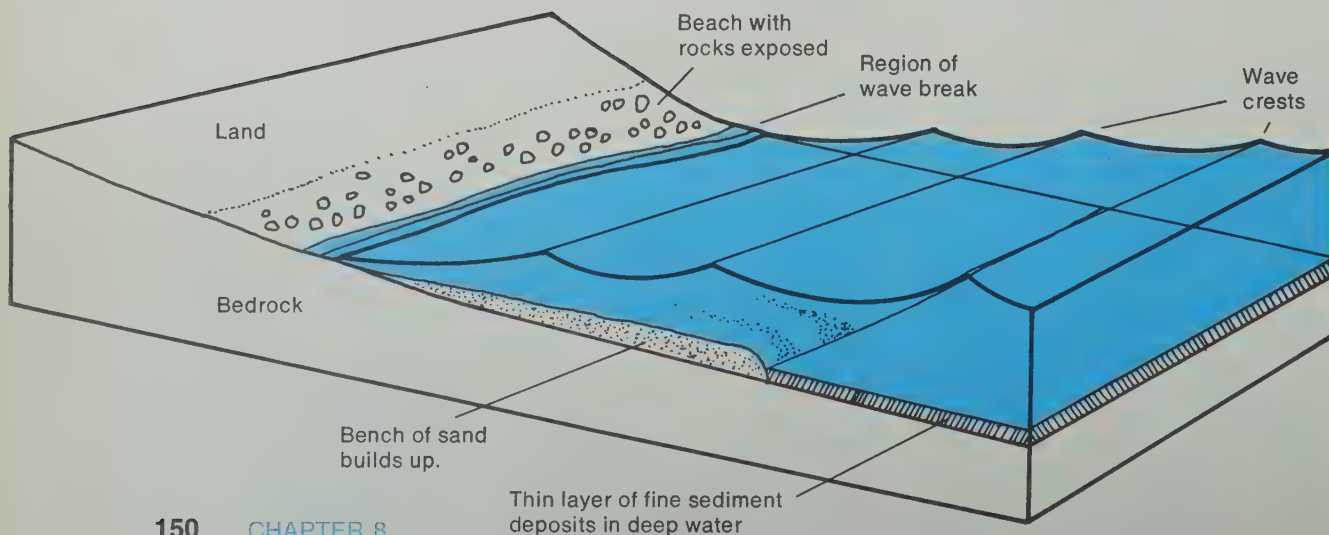 Beach with
rocks exposed
Region of
wave break
Wave
crests
Land
Bedrock
Bench of sand
builds up.
Thin layer of fine sediment
deposits in deep water
150 CHAPTER 8